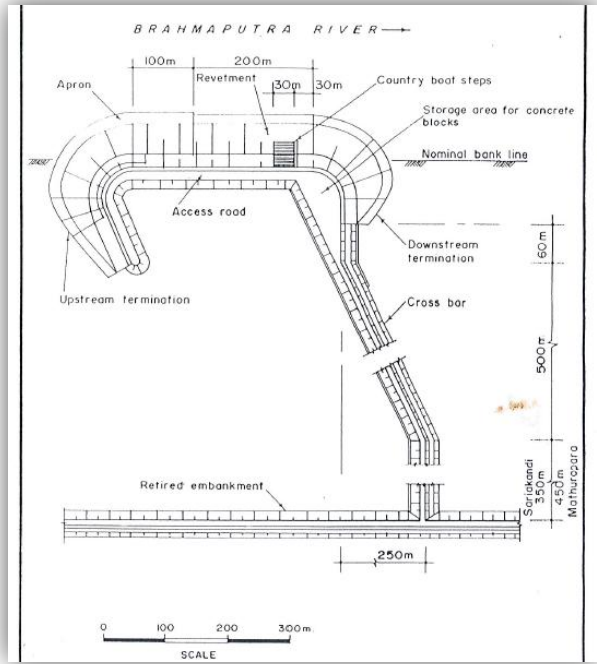 BRAHMAPUTRA RIVER
100m
200m
Revetment
30m
30m
Apron
Country boat steps
Storage area for concrete
blocks
Nominal bank line
Access road
Downstream
termination
60m
Upstream termination
Cross bar
500m
Retired embankment
Sariakandi
350m
450m
Mathurapara
250m
0 100 200 300m.
SCALE